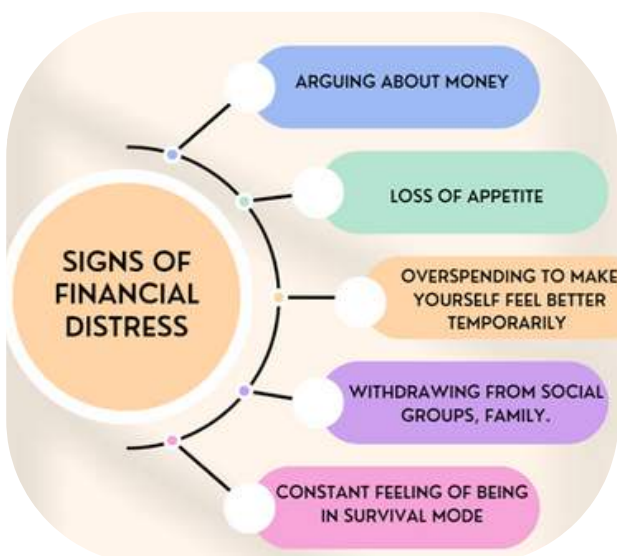 SIGNS OF
FINANCIAL
DISTRESS
ARGUING ABOUT MONEY
LOSS OF APPETITE
OVERSPENDING TO MAKE
YOURSELF FEEL BETTER
TEMPORARILY
WITHDRAWING FROM SOCIAL
GROUPS, FAMILY.
CONSTANT FEELING OF BEING
IN SURVIVAL MODE